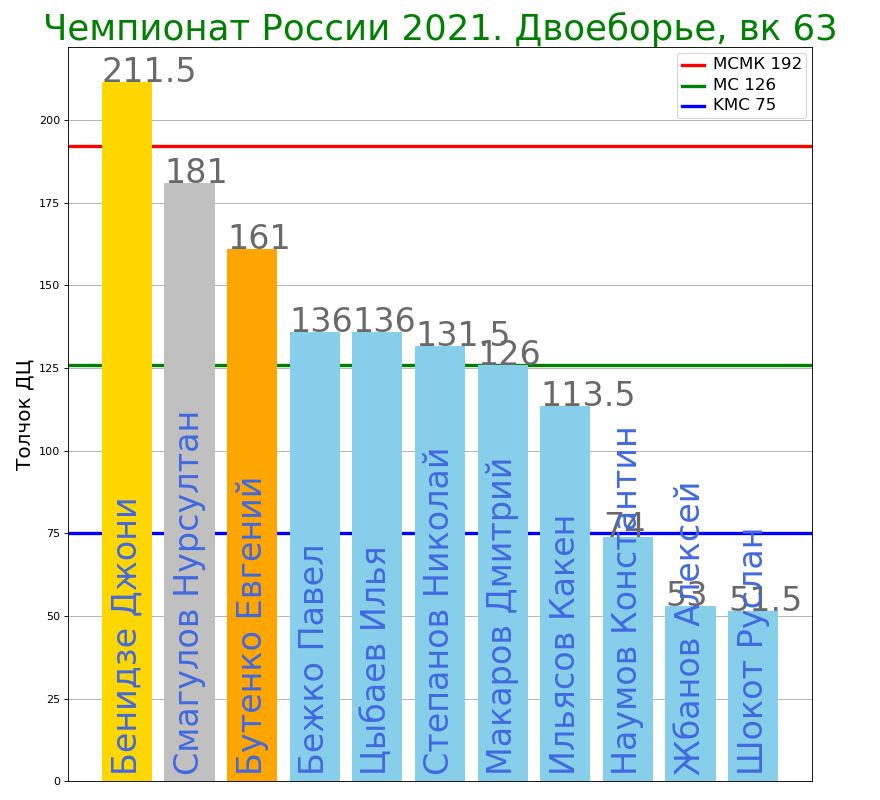 Чемпионат России 2021. Двоеборье, вк 63
МСМК 192
МС 126
КМС 75
Толчок ДЦ
200
175
150
125
100
75
50
25
0
211.5
181
161
136
136
131.5
126
113.5
74
53
51.5
Бенидзе Джони
Смагулов Нурсултан
Бутенко Евгений
Бежко Павел
Цыбаев Илья
Степанов Николай
Макаров Дмитрий
Ильясов Какен
Наумов Константин
Жбанов Алексей
Шокот Руслан